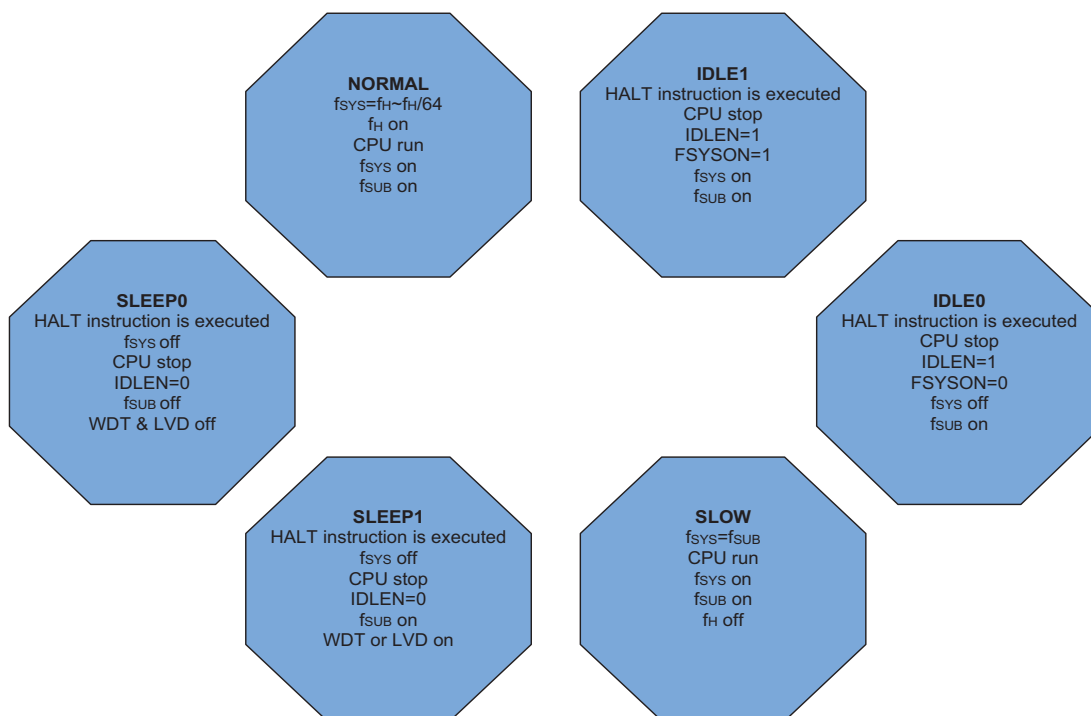 NORMAL
fSYS=fH~fH/64
fH on
CPU run
fSYS on
fSUB on
IDLE1
HALT instruction is executed
CPU stop
IDLEN=1
FSYSON=1
fSYS on
fSUB on
SLEEP0
HALT instruction is executed
fSYS off
CPU stop
IDLEN=0
fSUB off
WDT & LVD off
IDLE0
HALT instruction is executed
CPU stop
IDLEN=1
FSYSON=0
fSYS off
fSUB on
SLEEP1
HALT instruction is executed
fSYS off
CPU stop
IDLEN=0
fSUB on
WDT or LVD on
SLOW
fSYS=fSUB
CPU run
fSYS on
fSUB on
fH off